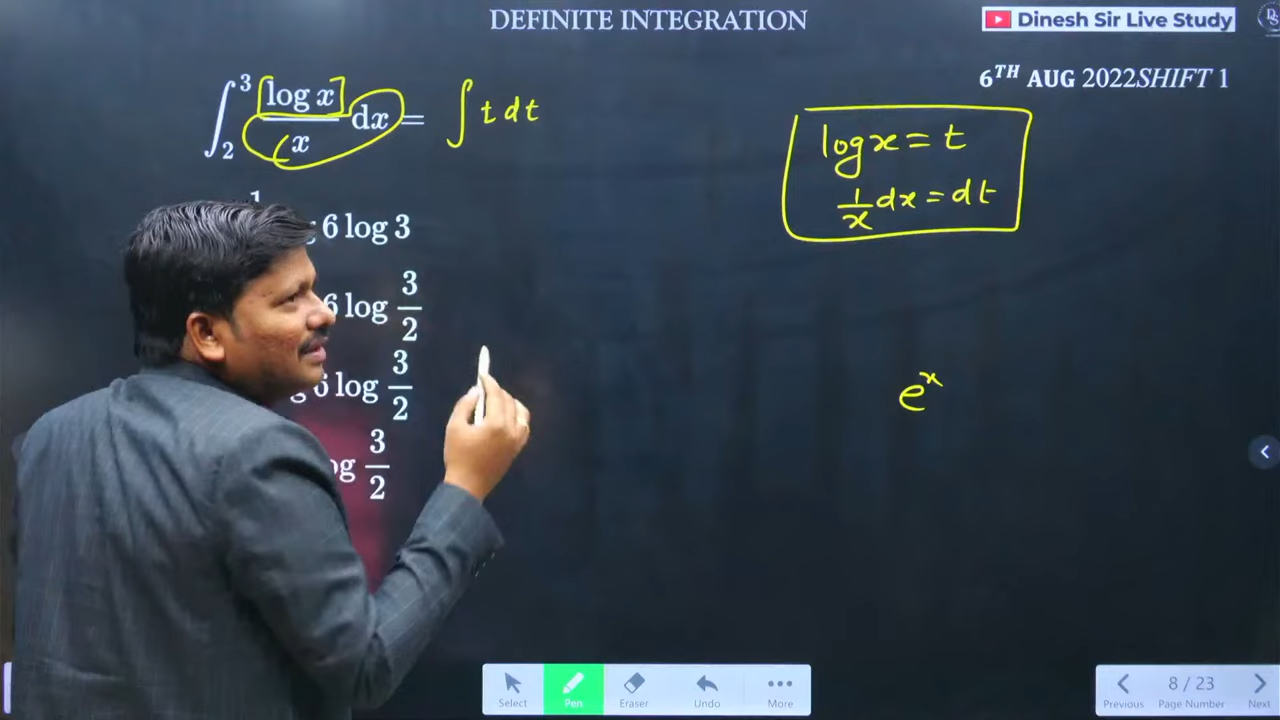 DEFINITE INTEGRATION
Dinesh Sir Live Study
6TH AUG 2022SHIFT 1
∫₂³ log x / x dx = ∫ t dt
log x = t
1/x dx = dt
6 log 3
6 log 3/2
6 log 3/2
3/2
eˣ
Select
Pen
Eraser
Undo
More
Previous
8 / 23
Page Number
Next